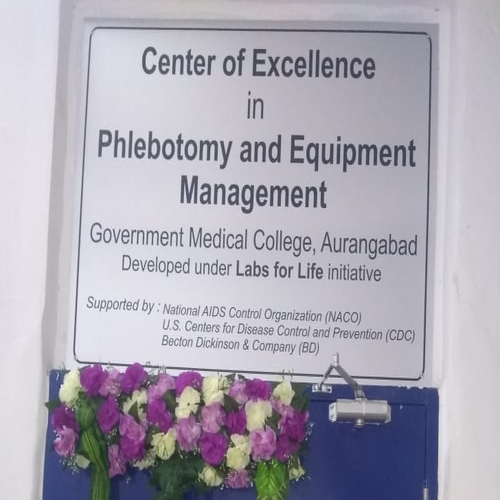 Center of Excellence
in
Phlebotomy and Equipment
Management
Government Medical College, Aurangabad
Developed under Labs for Life initiative
Supported by : National AIDS Control Organization (NACO)
U.S. Centers for Disease Control and Prevention (CDC)
Becton Dickinson & Company (BD)